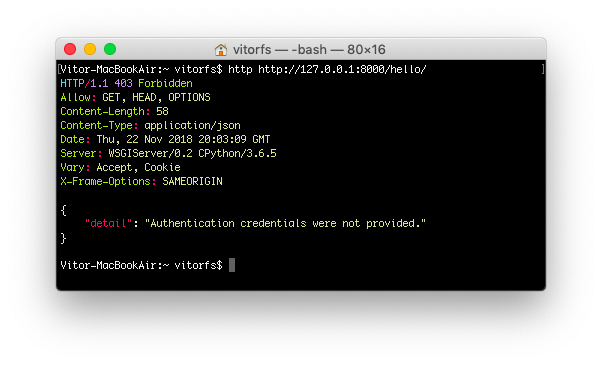 vitorfs — -bash — 80×16
[Vitor-MacBookAir:~ vitorfs$ http http://127.0.0.1:8000/hello/ ]
HTTP/1.1 403 Forbidden
Allow: GET, HEAD, OPTIONS
Content-Length: 58
Content-Type: application/json
Date: Thu, 22 Nov 2018 20:03:09 GMT
Server: WSGIServer/0.2 CPython/3.6.5
Vary: Accept, Cookie
X-Frame-Options: SAMEORIGIN
{
    "detail": "Authentication credentials were not provided."
}
Vitor-MacBookAir:~ vitorfs$